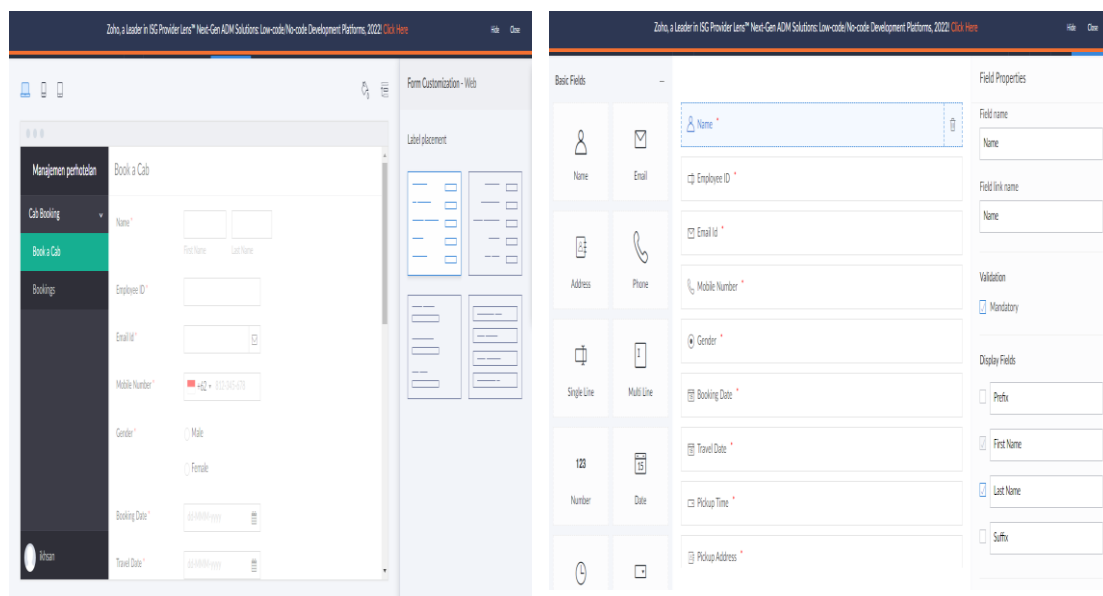 Zoho, a Leader in ISG Provider Lens™ Next-Gen ADM Solutions: Low-code/No-code Development Platforms, 2022! Click Here
Hide Close
Form Customization - Web
Label placement
Manajemen perhotelan
Book a Cab
Cab Booking
Book a Cab
Bookings
Name *
First Name Last Name
Employee ID *
Email Id *
Mobile Number *
+62
Gender *
Male
Female
Booking Date *
dd-MMM-yyyy
Travel Date *
dd-MMM-yyyy
ikhsan
Zoho, a Leader in ISG Provider Lens™ Next-Gen ADM Solutions: Low-code/No-code Development Platforms, 2022! Click Here
Hide Close
Basic Fields
Name Email
Address Phone
Single Line Multi Line
123 15
Number Date
Name *
Employee ID *
Email Id *
Mobile Number *
Gender *
Booking Date *
Travel Date *
Pickup Time *
Pickup Address *
Field Properties
Field name
Name
Field link name
Name
Validation
Mandatory
Display Fields
Prefix
First Name
Last Name
Suffix